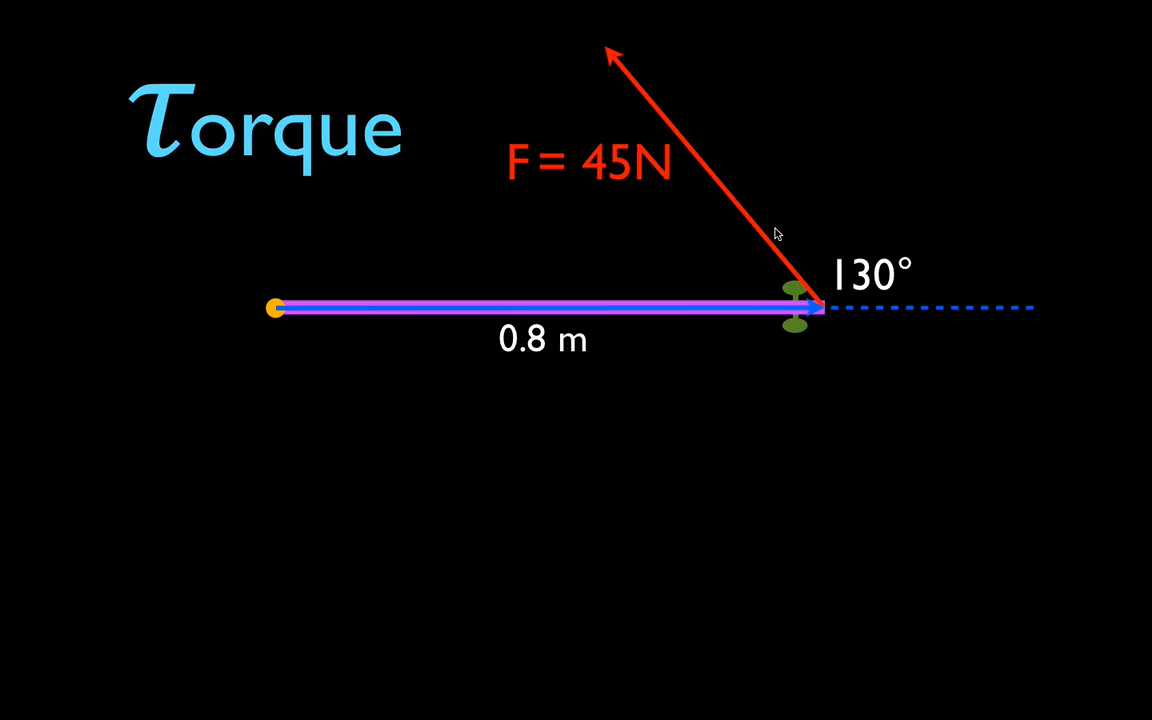 τorque
F = 45N
130°
0.8 m